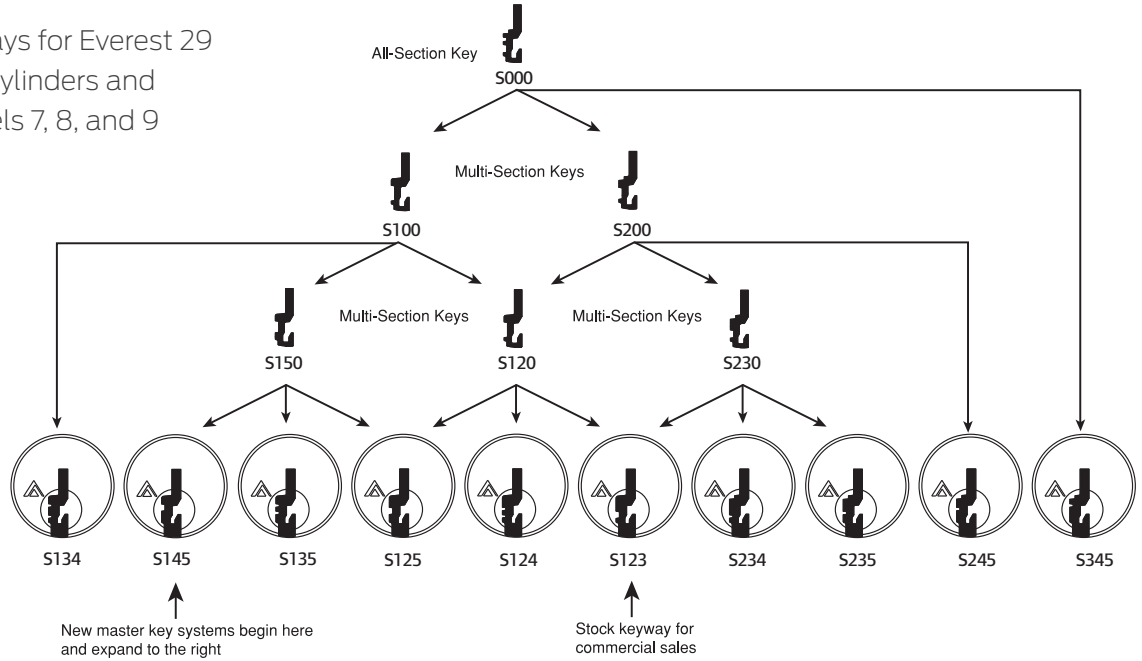 ays for Everest 29
ylinders and
els 7, 8, and 9
All-Section Key
S000
Multi-Section Keys
S100
S200
Multi-Section Keys
Multi-Section Keys
S150
S120
S230
S134
S145
S135
S125
S124
S123
S234
S235
S245
S345
New master key systems begin here
and expand to the right
Stock keyway for
commercial sales